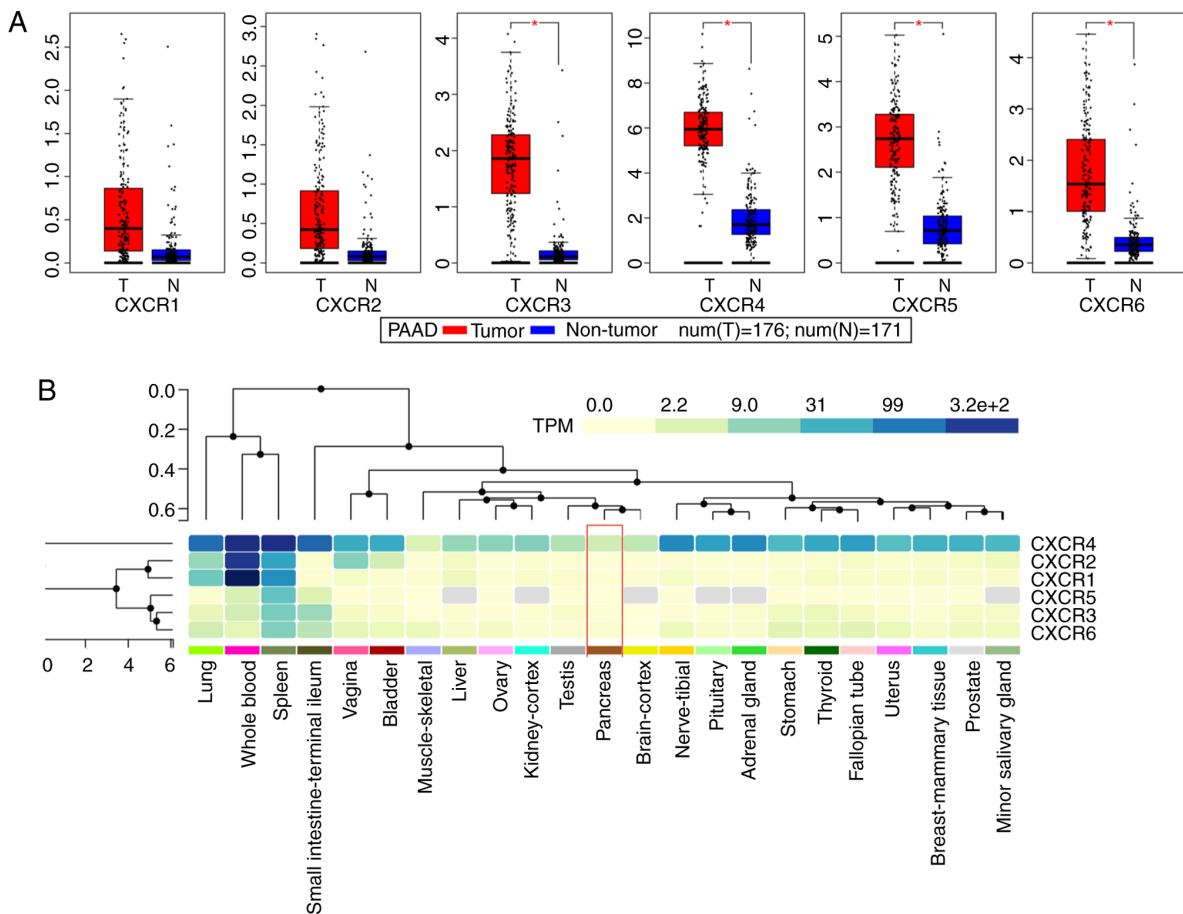 A
0.0 0.5 1.0 1.5 2.0 2.5
0.0 0.5 1.0 1.5 2.0 2.5 3.0
0 1 2 3 4
0 2 4 6 8 10
0 1 2 3 4 5
0 1 2 3 4
* * * *
T N T N T N T N T N T N
CXCR1 CXCR2 CXCR3 CXCR4 CXCR5 CXCR6
PAAD Tumor Non-tumor num(T)=176; num(N)=171
B
0.0
0.2
0.4
0.6
0.0 2.2 9.0 31 99 3.2e+2
TPM
CXCR4
CXCR2
CXCR1
CXCR5
CXCR3
CXCR6
0 2 4 6
Lung
Whole blood
Spleen
Small intestine-terminal ileum
Vagina
Bladder
Muscle-skeletal
Liver
Ovary
Kidney-cortex
Testis
Pancreas
Brain-cortex
Nerve-tibial
Pituitary
Adrenal gland
Stomach
Thyroid
Fallopian tube
Uterus
Breast-mammary tissue
Prostate
Minor salivary gland